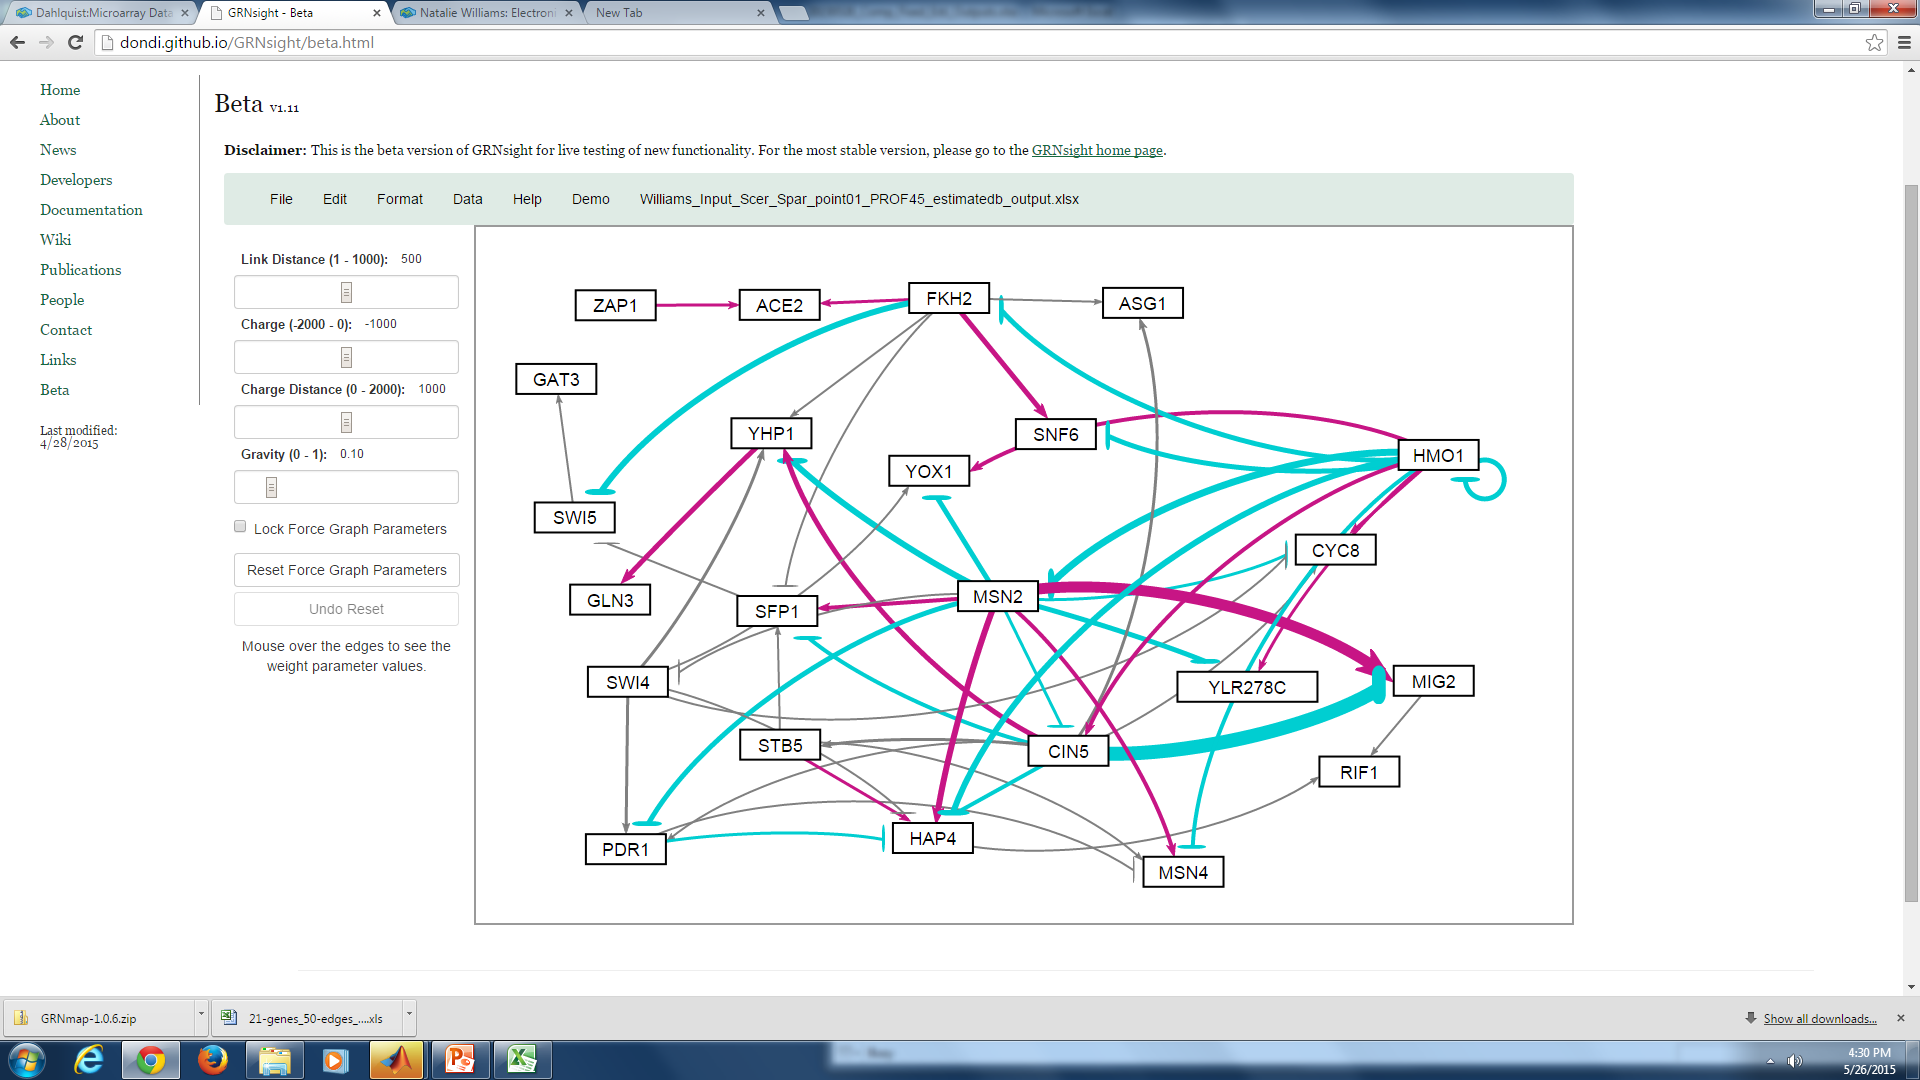 Dahlquist:Microarray Data
GRNsight - Beta
Natalie Williams: Electroni
New Tab
dondi.github.io/GRNsight/beta.html
Home
About
News
Developers
Documentation
Wiki
Publications
People
Contact
Links
Beta
Last modified:
4/28/2015
Beta v1.11
Disclaimer: This is the beta version of GRNsight for live testing of new functionality. For the most stable version, please go to the GRNsight home page.
File Edit Format Data Help Demo Williams_Input_Scer_Spar_point01_PROF45_estimatedb_output.xlsx
Link Distance (1 - 1000): 500
Charge (-2000 - 0): -1000
Charge Distance (0 - 2000): 1000
Gravity (0 - 1): 0.10
Lock Force Graph Parameters
Reset Force Graph Parameters
Undo Reset
Mouse over the edges to see the
weight parameter values.
ZAP1
ACE2
FKH2
ASG1
GAT3
YHP1
SNF6
HMO1
YOX1
SWI5
CYC8
GLN3
SFP1
MSN2
SWI4
YLR278C
MIG2
STB5
CIN5
RIF1
PDR1
HAP4
MSN4
GRNmap-1.0.6.zip
21-genes_50-edges_....xls
Show all downloads...
4:30 PM
5/26/2015